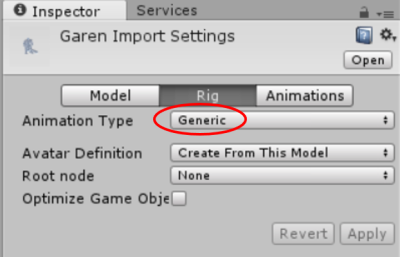 Inspector Services
Garen Import Settings
Open
Model Rig Animations
Animation Type Generic
Avatar Definition Create From This Model
Root node None
Optimize Game Obje
Revert Apply